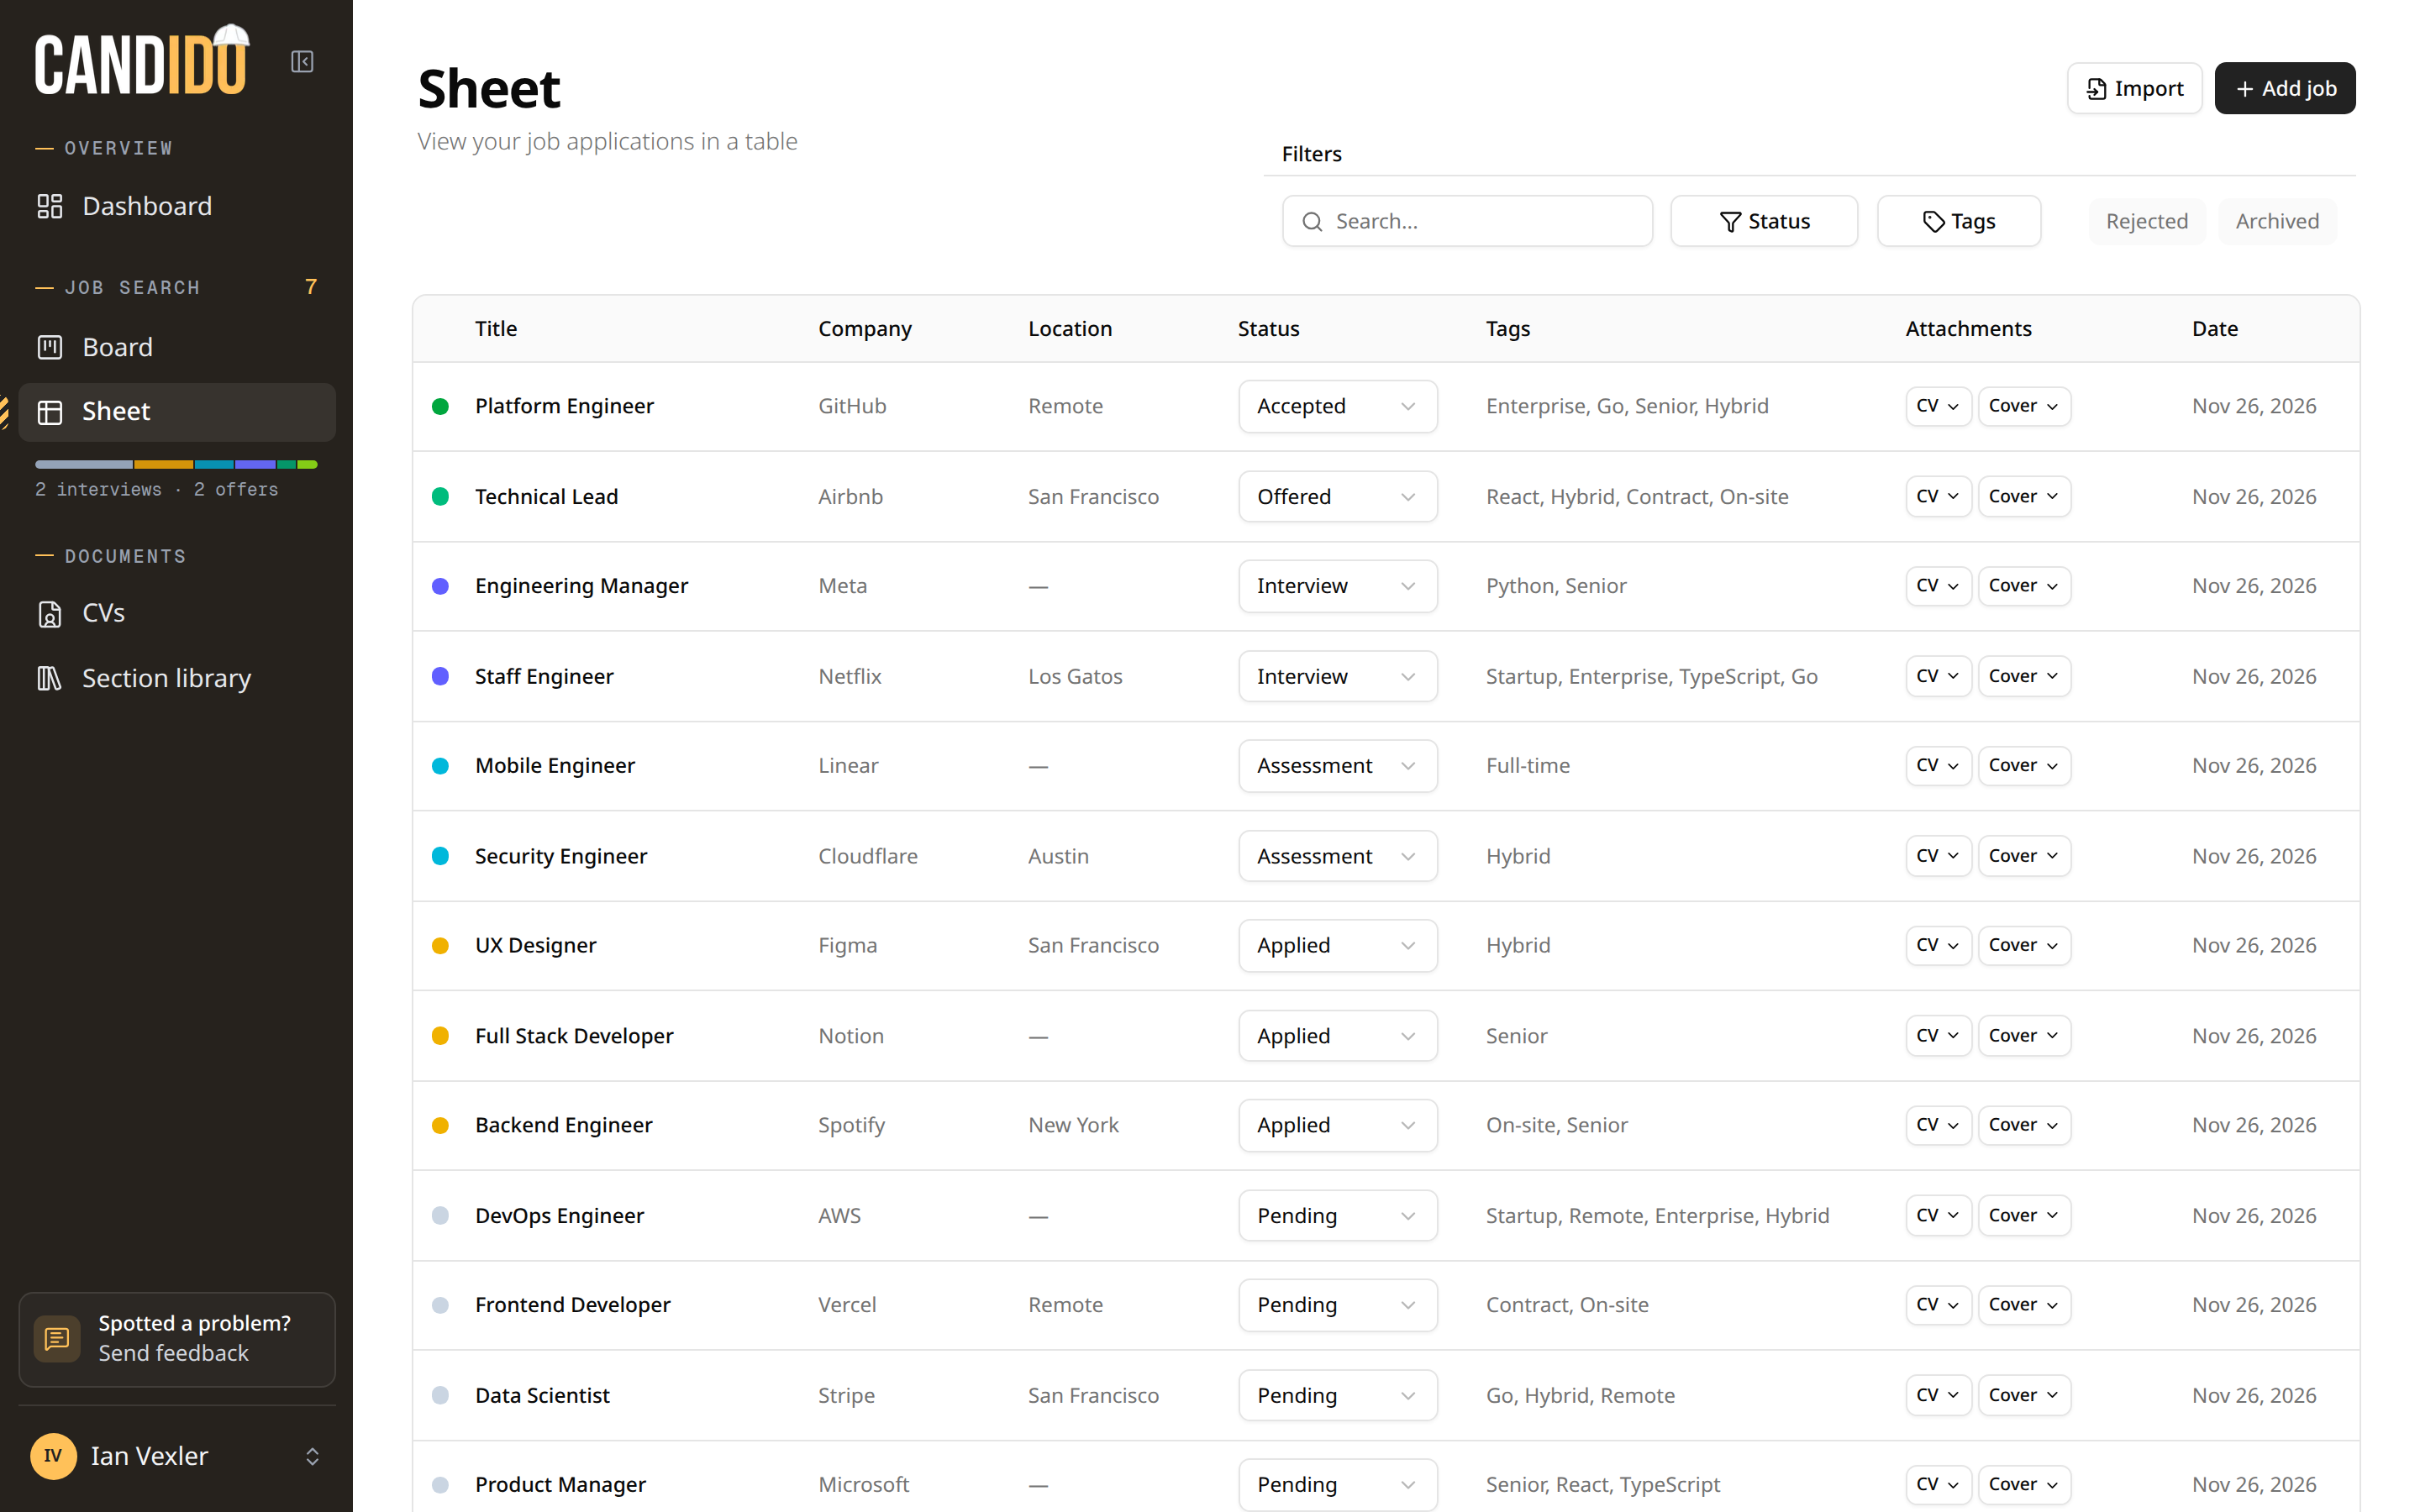 CANDIDO
OVERVIEW
Dashboard
JOB SEARCH 7
Board
Sheet
2 interviews · 2 offers
DOCUMENTS
CVs
Section library
Spotted a problem?
Send feedback
IV Ian Vexler
Sheet
View your job applications in a table
Import
Add job
Filters
Search... Status Tags Rejected Archived
Title Company Location Status Tags Attachments Date
Platform Engineer GitHub Remote Accepted Enterprise, Go, Senior, Hybrid CV Cover Nov 26, 2026
Technical Lead Airbnb San Francisco Offered React, Hybrid, Contract, On-site CV Cover Nov 26, 2026
Engineering Manager Meta — Interview Python, Senior CV Cover Nov 26, 2026
Staff Engineer Netflix Los Gatos Interview Startup, Enterprise, TypeScript, Go CV Cover Nov 26, 2026
Mobile Engineer Linear — Assessment Full-time CV Cover Nov 26, 2026
Security Engineer Cloudflare Austin Assessment Hybrid CV Cover Nov 26, 2026
UX Designer Figma San Francisco Applied Hybrid CV Cover Nov 26, 2026
Full Stack Developer Notion — Applied Senior CV Cover Nov 26, 2026
Backend Engineer Spotify New York Applied On-site, Senior CV Cover Nov 26, 2026
DevOps Engineer AWS — Pending Startup, Remote, Enterprise, Hybrid CV Cover Nov 26, 2026
Frontend Developer Vercel Remote Pending Contract, On-site CV Cover Nov 26, 2026
Data Scientist Stripe San Francisco Pending Go, Hybrid, Remote CV Cover Nov 26, 2026
Product Manager Microsoft — Pending Senior, React, TypeScript CV Cover Nov 26, 2026